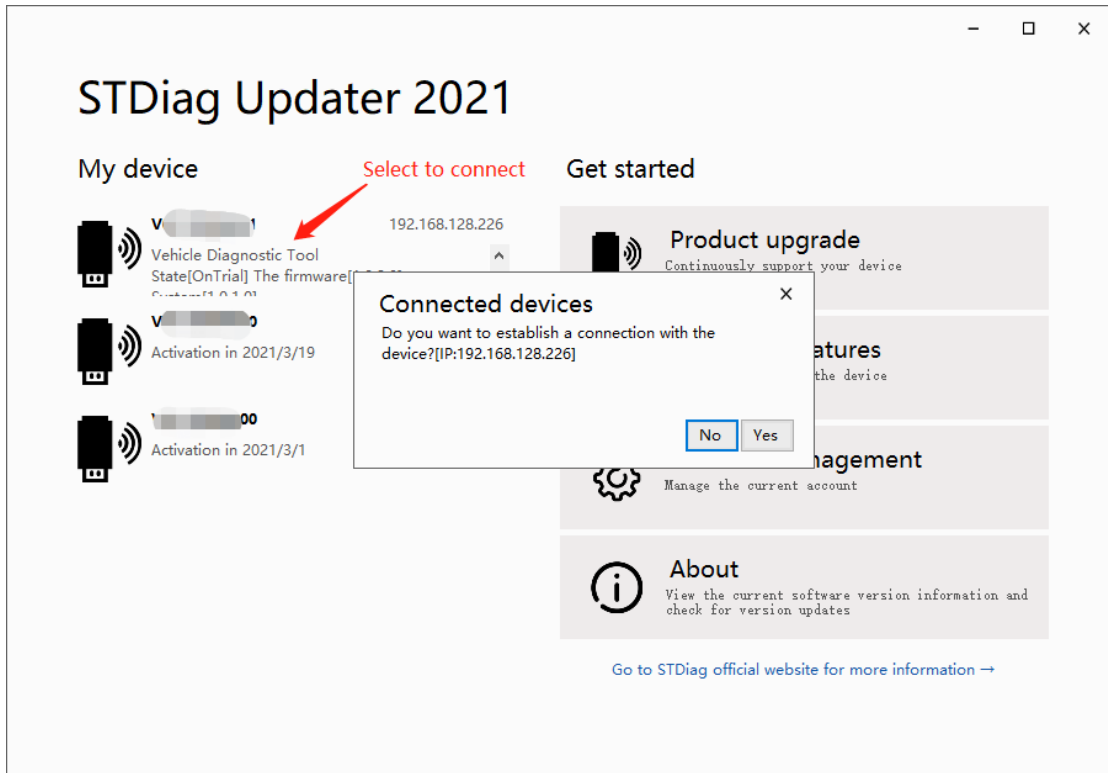 STDiag Updater 2021
My device
Select to connect
192.168.128.226
Vehicle Diagnostic Tool
State[OnTrial] The firmware[
Activation in 2021/3/19
00
Activation in 2021/3/1
Connected devices
Do you want to establish a connection with the
device?[IP:192.168.128.226]
No Yes
Get started
Product upgrade
Continuously support your device
atures
the device
nagement
Manage the current account
About
View the current software version information and
check for version updates
Go to STDiag official website for more information →